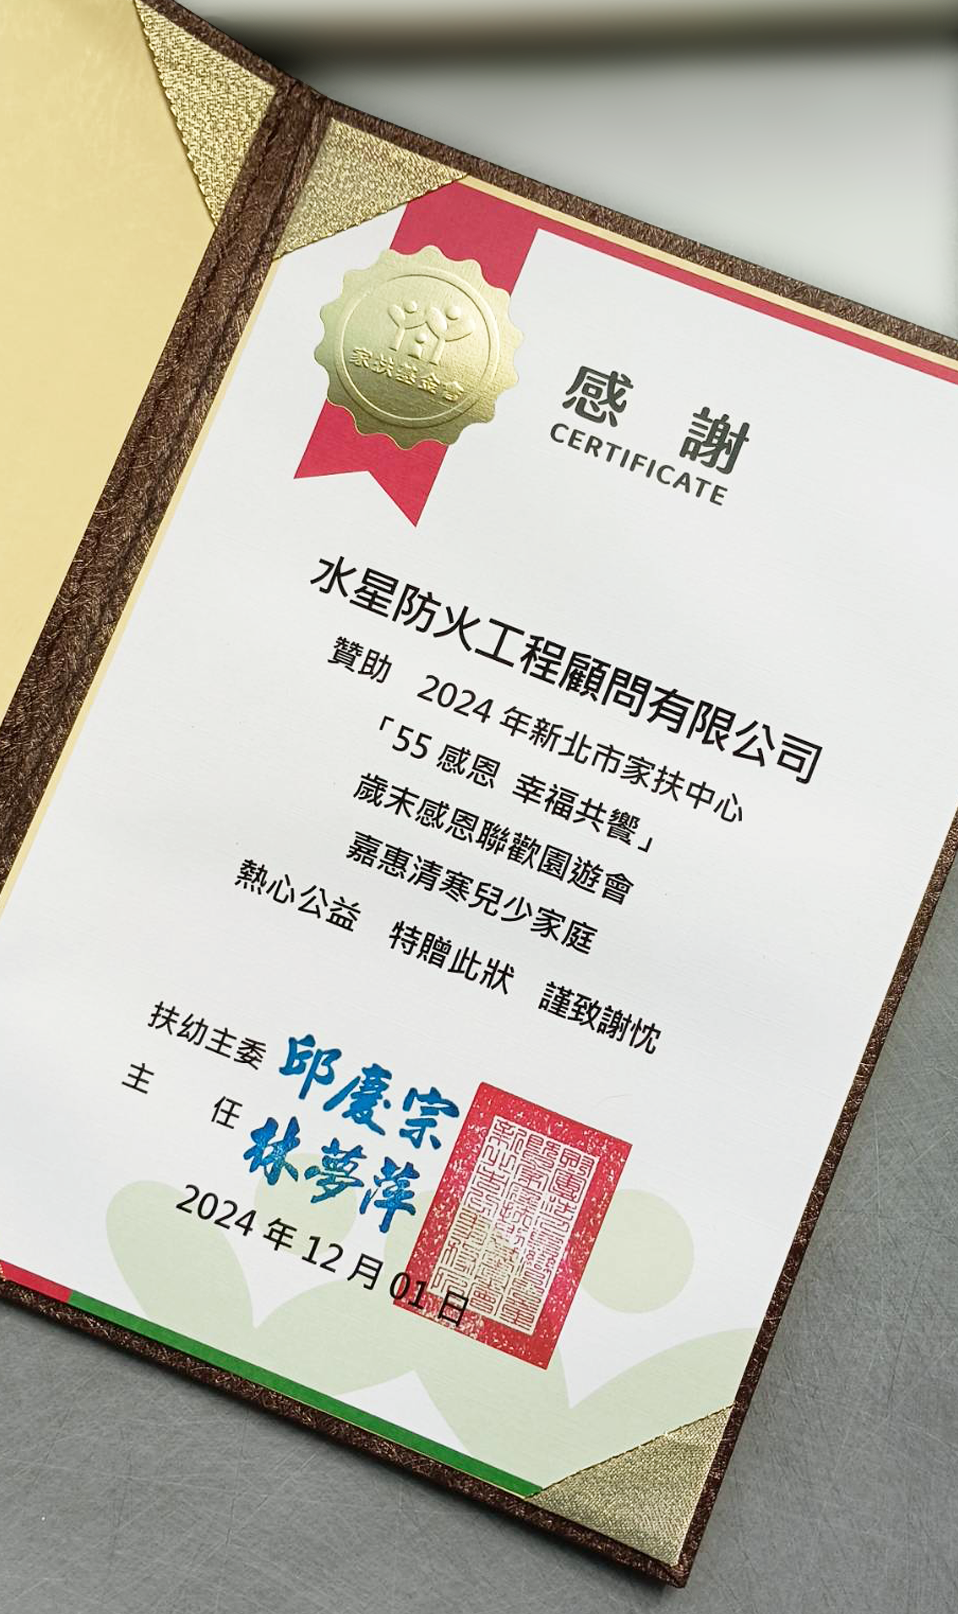 家扶基金會
感 謝
CERTIFICATE
水星防火工程顧問有限公司
贊助 2024 年新北市家扶中心
「55 感恩 幸福共饗」
歲末感恩聯歡園遊會
嘉惠清寒兒少家庭
熱心公益 特贈此狀 謹致謝忱
扶幼主委 邱慶宗
主 任 林夢萍
2024 年 12 月 01 日